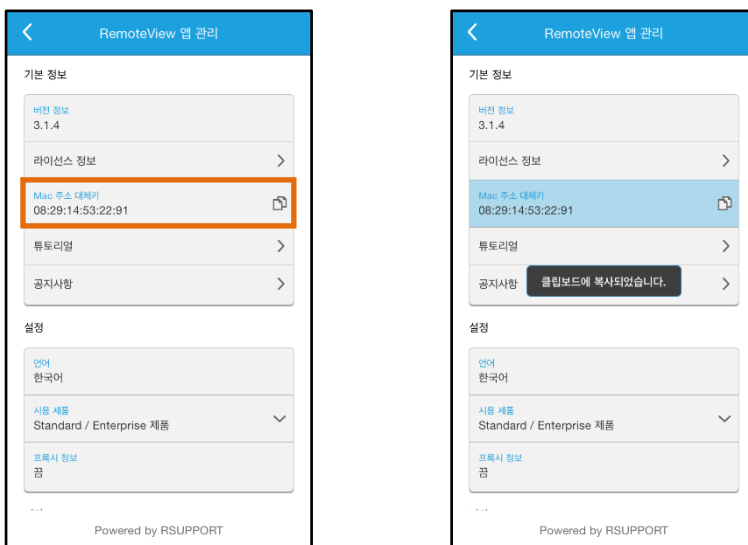 RemoteView 앱 관리
기본 정보
버전 정보
3.1.4
라이선스 정보
Mac 주소 대체키
08:29:14:53:22:91
튜토리얼
공지사항
설정
언어
한국어
사용 제품
Standard / Enterprise 제품
프록시 정보
끔
Powered by RSUPPORT
RemoteView 앱 관리
기본 정보
버전 정보
3.1.4
라이선스 정보
Mac 주소 대체키
08:29:14:53:22:91
튜토리얼
공지사항
클립보드에 복사되었습니다.
설정
언어
한국어
사용 제품
Standard / Enterprise 제품
프록시 정보
끔
Powered by RSUPPORT